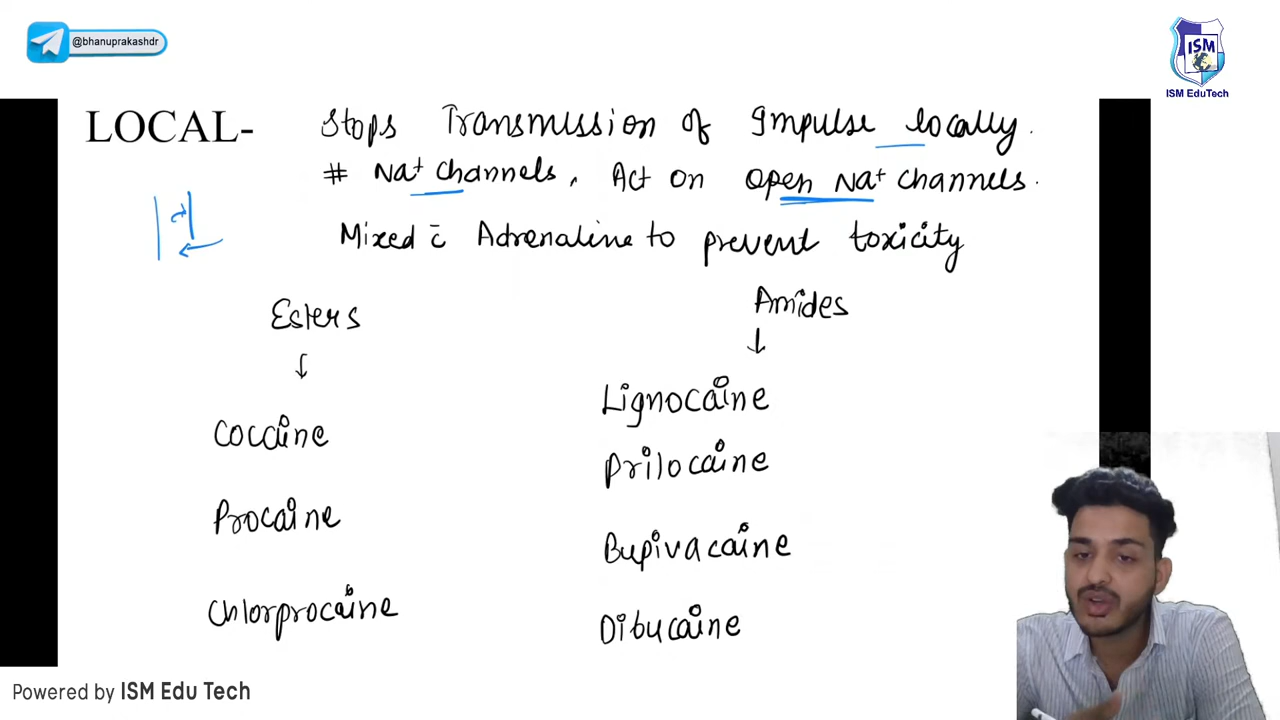 @bhanuprakashdr
ISM
ISM EduTech
LOCAL- Stops Transmission of Impulse locally.
# Na+ channels, Act on open Na+ channels.
Mixed c̄ Adrenaline to prevent toxicity
Esters
Amides
↓
↓
Cocaine
Lignocaine
Prilocaine
Procaine
Bupivacaine
Chlorprocaine
Dibucaine
Powered by ISM Edu Tech